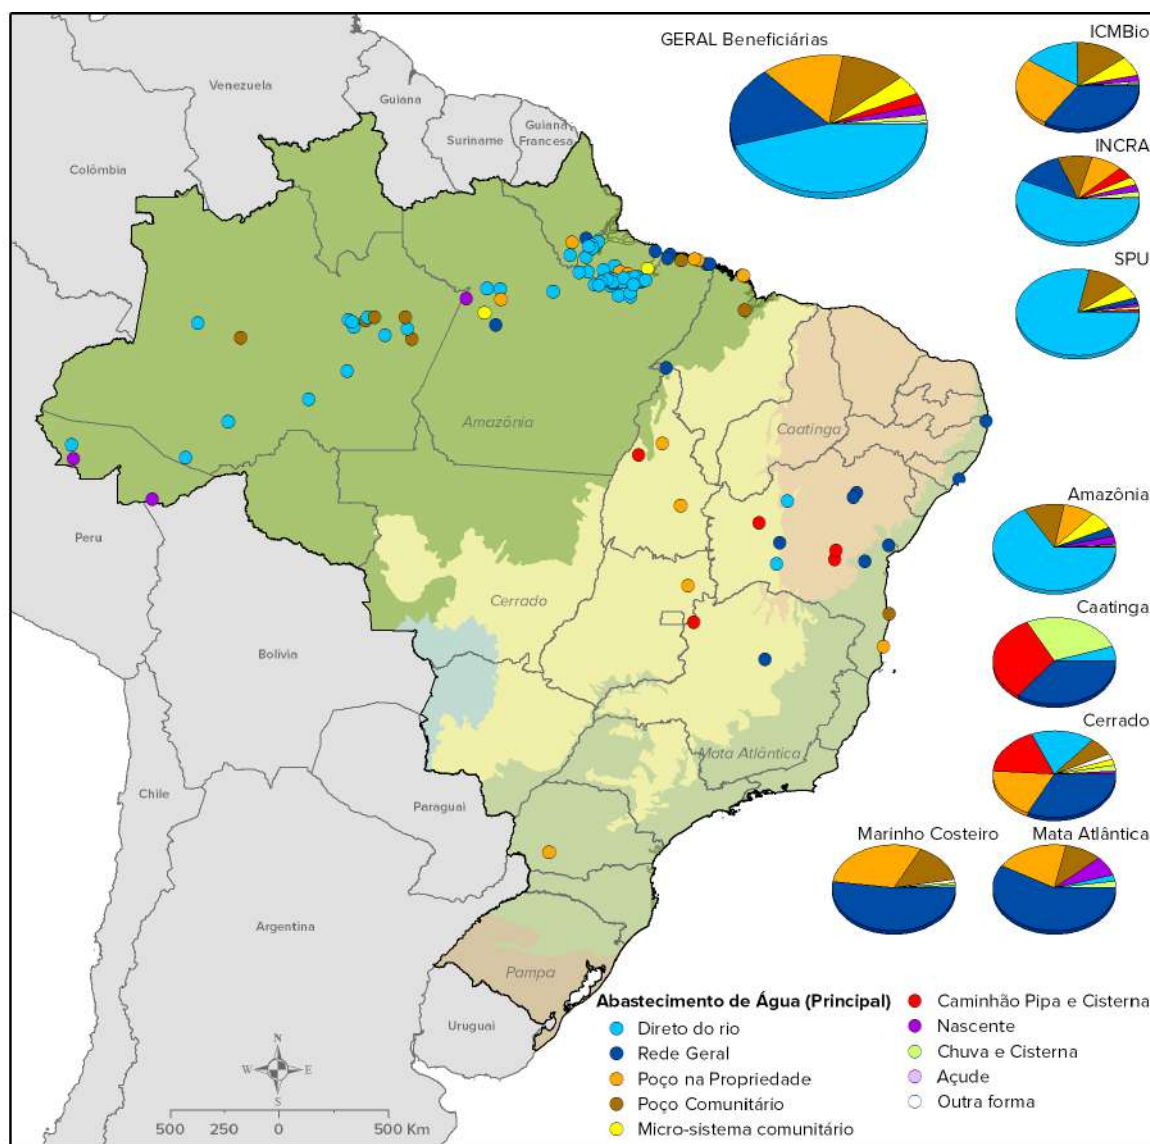 GERAL Beneficiárias
ICMBio
INCRA
SPU
Venezuela
Guiana
Suriname
Guiana
Francesa
Colômbia
Amazônia
Caatinga
Peru
Cerrado
Bolívia
Mata Atlântica
Chile
Paraguai
Argentina
Pampa
Uruguai
Amazônia
Caatinga
Cerrado
Marinho Costeiro
Mata Atlântica
Abastecimento de Água (Principal)
Direto do rio
Rede Geral
Poço na Propriedade
Poço Comunitário
Micro-sistema comunitário
Caminhão Pipa e Cisterna
Nascente
Chuva e Cisterna
Açude
Outra forma
N
W E
S
500 250 0 500 Km